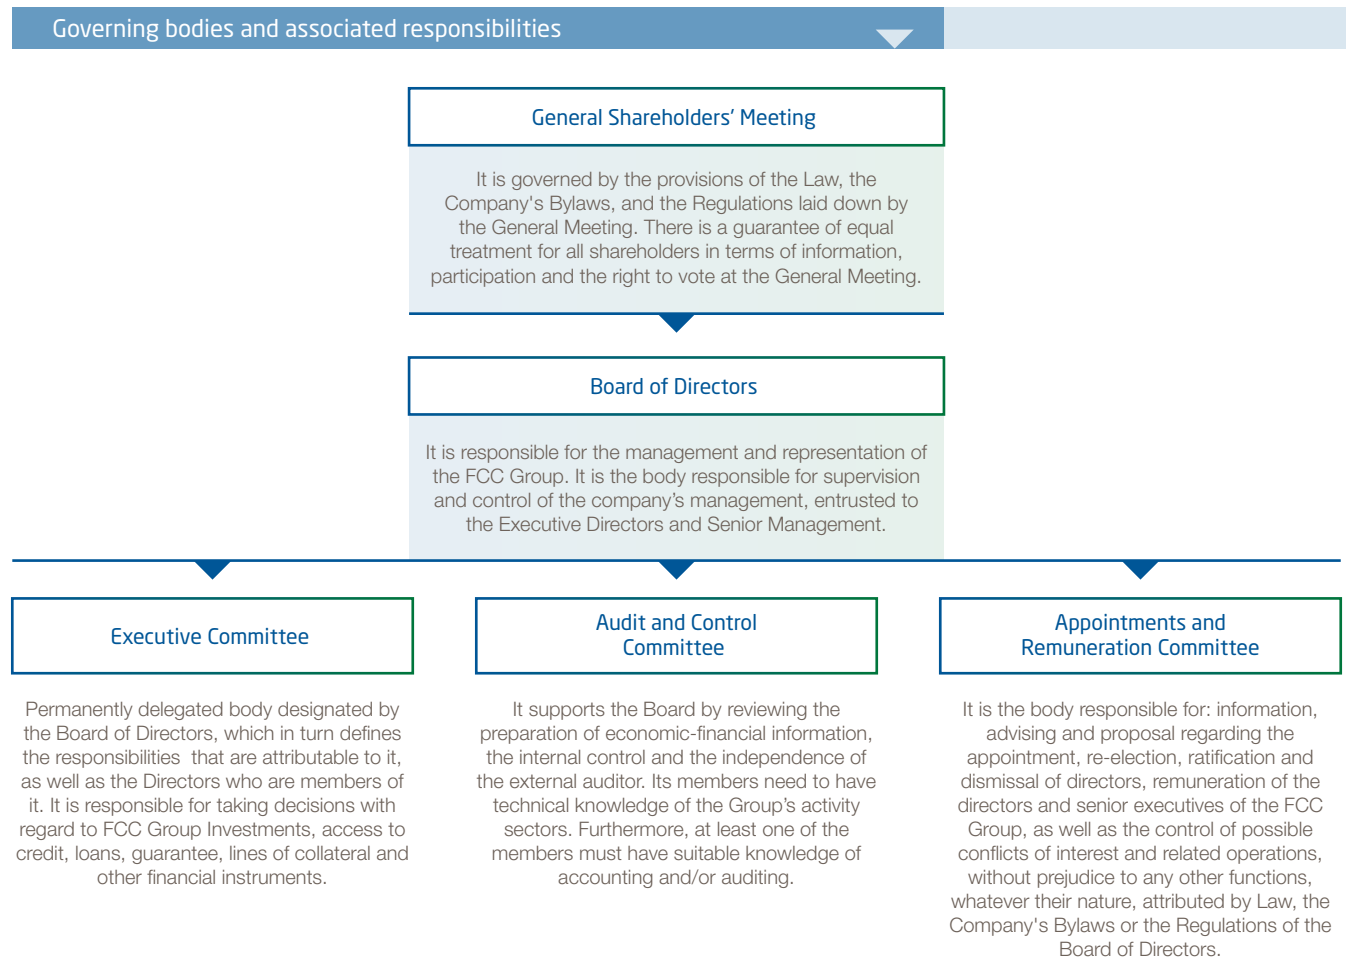 Governing bodies and associated responsibilities
General Shareholders' Meeting
It is governed by the provisions of the Law, the
Company's Bylaws, and the Regulations laid down by
the General Meeting. There is a guarantee of equal
treatment for all shareholders in terms of information,
participation and the right to vote at the General Meeting.
Board of Directors
It is responsible for the management and representation of
the FCC Group. It is the body responsible for supervision
and control of the company’s management, entrusted to
the Executive Directors and Senior Management.
Executive Committee
Permanently delegated body designated by
the Board of Directors, which in turn defines
the responsibilities that are attributable to it,
as well as the Directors who are members of
it. It is responsible for taking decisions with
regard to FCC Group Investments, access to
credit, loans, guarantee, lines of collateral and
other financial instruments.
Audit and Control
Committee
It supports the Board by reviewing the
preparation of economic-financial information,
the internal control and the independence of
the external auditor. Its members need to have
technical knowledge of the Group’s activity
sectors. Furthermore, at least one of the
members must have suitable knowledge of
accounting and/or auditing.
Appointments and
Remuneration Committee
It is the body responsible for: information,
advising and proposal regarding the
appointment, re-election, ratification and
dismissal of directors, remuneration of the
directors and senior executives of the FCC
Group, as well as the control of possible
conflicts of interest and related operations,
without prejudice to any other functions,
whatever their nature, attributed by Law, the
Company's Bylaws or the Regulations of the
Board of Directors.